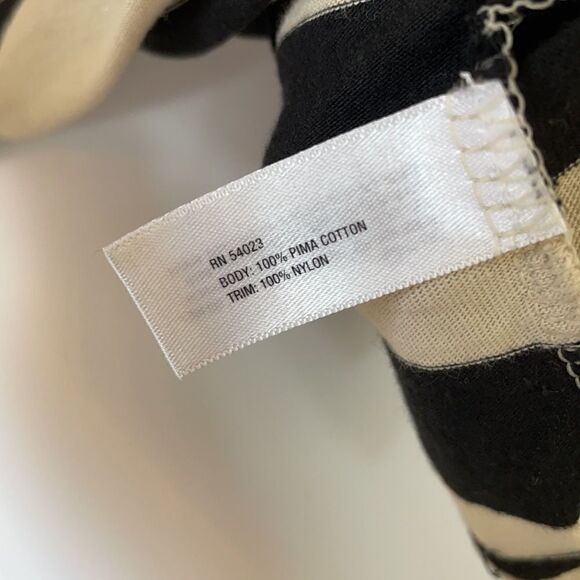 RN 54023
BODY: 100% PIMA COTTON
TRIM: 100% NYLON